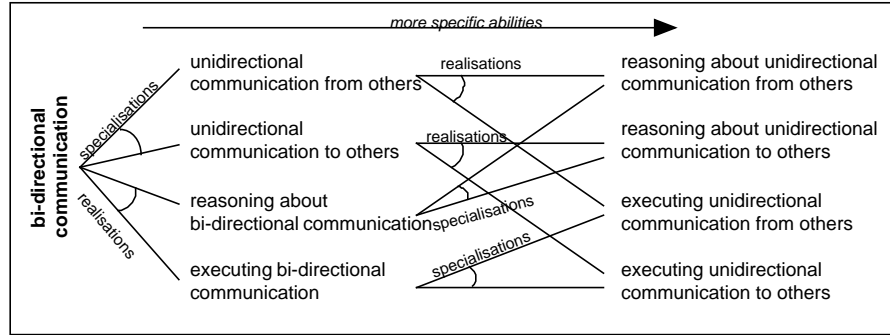 more specific abilities
bi-directional
communication
specialisations
realisations
unidirectional
communication from others
unidirectional
communication to others
reasoning about
bi-directional communication
executing bi-directional
communication
realisations
realisations
specialisations
specialisations
reasoning about unidirectional
communication from others
reasoning about unidirectional
communication to others
executing unidirectional
communication from others
executing unidirectional
communication to others